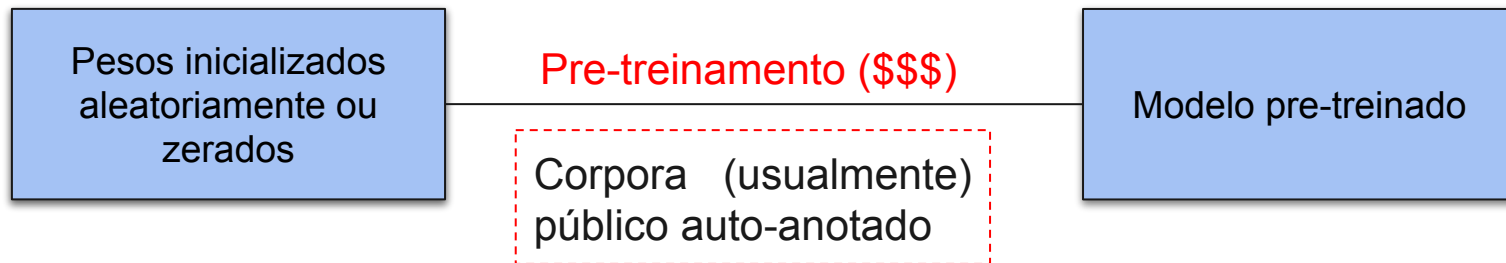 Pesos inicializados
aleatoriamente ou
zerados
Pre-treinamento ($$$)
Corpora (usualmente)
público auto-anotado
Modelo pre-treinado